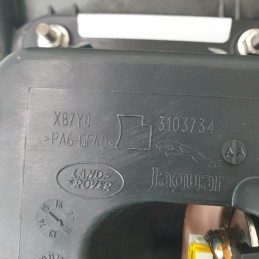 X87Y0 3103734
>PA6-GF40<
LAND-
ROVER
Jaguar